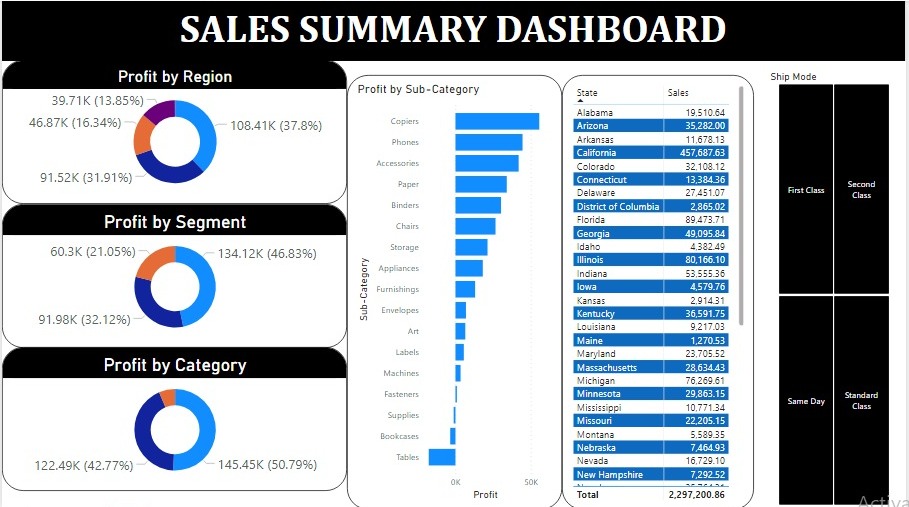 SALES SUMMARY DASHBOARD
Profit by Region
39.71K (13.85%)
46.87K (16.34%)
108.41K (37.8%)
91.52K (31.91%)
Profit by Segment
60.3K (21.05%)
134.12K (46.83%)
91.98K (32.12%)
Profit by Category
122.49K (42.77%)
145.45K (50.79%)
Profit by Sub-Category
Sub-Category
Copiers
Phones
Accessories
Paper
Binders
Chairs
Storage
Appliances
Furnishings
Envelopes
Art
Labels
Machines
Fasteners
Supplies
Bookcases
Tables
0K 50K
Profit
State Sales
Alabama 19,510.64
Arizona 35,282.00
Arkansas 11,678.13
California 457,687.63
Colorado 32,108.12
Connecticut 13,384.36
Delaware 27,451.07
District of Columbia 2,865.02
Florida 89,473.71
Georgia 49,095.84
Idaho 4,382.49
Illinois 80,166.10
Indiana 53,555.36
Iowa 4,579.76
Kansas 2,914.31
Kentucky 36,591.75
Louisiana 9,217.03
Maine 1,270.53
Maryland 23,705.52
Massachusetts 28,634.43
Michigan 76,269.61
Minnesota 29,863.15
Mississippi 10,771.34
Missouri 22,205.15
Montana 5,589.35
Nebraska 7,464.93
Nevada 16,729.10
New Hampshire 7,292.52
Total 2,297,200.86
Ship Mode
First Class
Second
Class
Same Day
Standard
Class
Activa